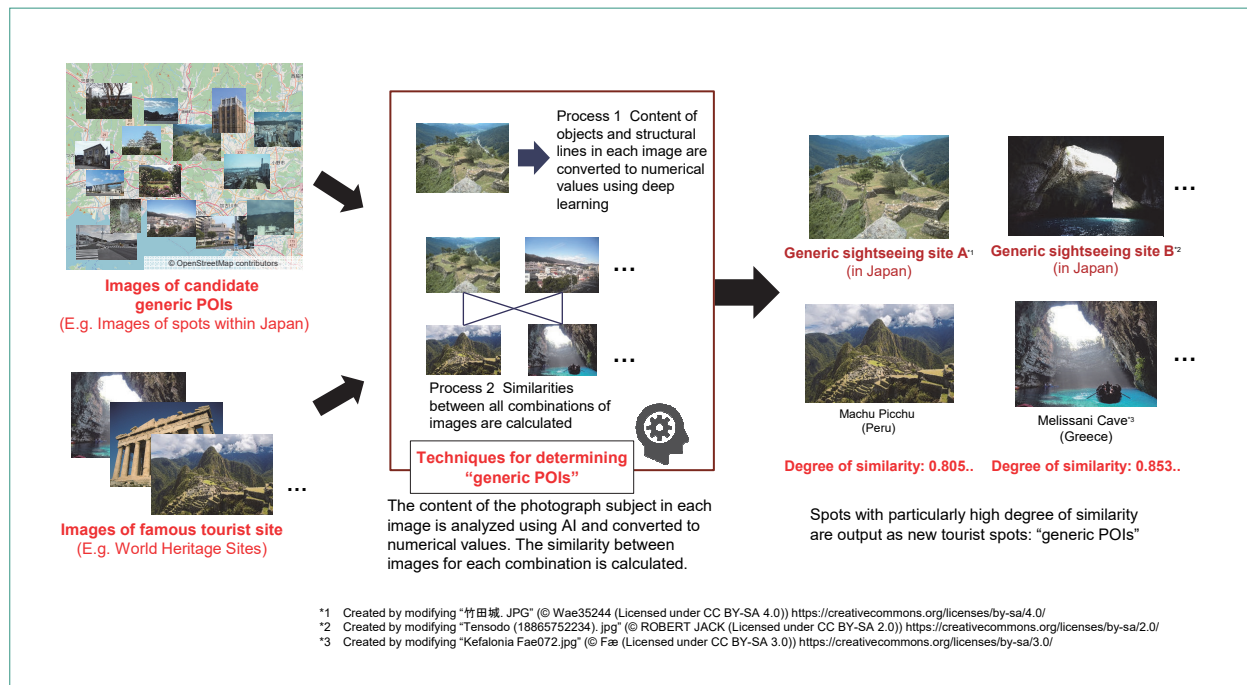 © OpenStreetMap contributors
Images of candidate
generic POIs
(E.g. Images of spots within Japan)
Images of famous tourist site
(E.g. World Heritage Sites)
...
Process 1 Content of
objects and structural
lines in each image are
converted to numerical
values using deep
learning
...
...
Process 2 Similarities
between all combinations of
images are calculated
Techniques for determining
“generic POIs”
The content of the photograph subject in each
image is analyzed using AI and converted to
numerical values. The similarity between
images for each combination is calculated.
Generic sightseeing site A*1
(in Japan)
Generic sightseeing site B*2
(in Japan)
...
Machu Picchu
(Peru)
Melissani Cave*3
(Greece)
...
Degree of similarity: 0.805..
Degree of similarity: 0.853..
Spots with particularly high degree of similarity
are output as new tourist spots: “generic POIs”
*1 Created by modifying “竹田城. JPG” (© Wae35244 (Licensed under CC BY-SA 4.0)) https://creativecommons.org/licenses/by-sa/4.0/
*2 Created by modifying “Tensodo (18865752234). jpg” (© ROBERT JACK (Licensed under CC BY-SA 2.0)) https://creativecommons.org/licenses/by-sa/2.0/
*3 Created by modifying “Kefalonia Fae072.jpg” (© Fæ (Licensed under CC BY-SA 3.0)) https://creativecommons.org/licenses/by-sa/3.0/